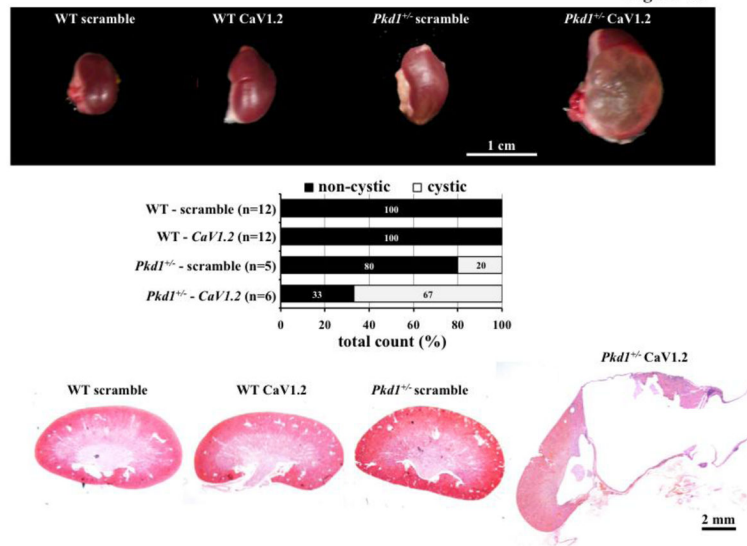 WT scramble WT CaV1.2 Pkd1+/- scramble Pkd1+/- CaV1.2
1 cm
■ non-cystic □ cystic
WT - scramble (n=12) 100
WT - CaV1.2 (n=12) 100
Pkd1+/- - scramble (n=5) 80 20
Pkd1+/- - CaV1.2 (n=6) 33 67
0 20 40 60 80 100
total count (%)
Pkd1+/- CaV1.2
WT scramble WT CaV1.2 Pkd1+/- scramble
2 mm